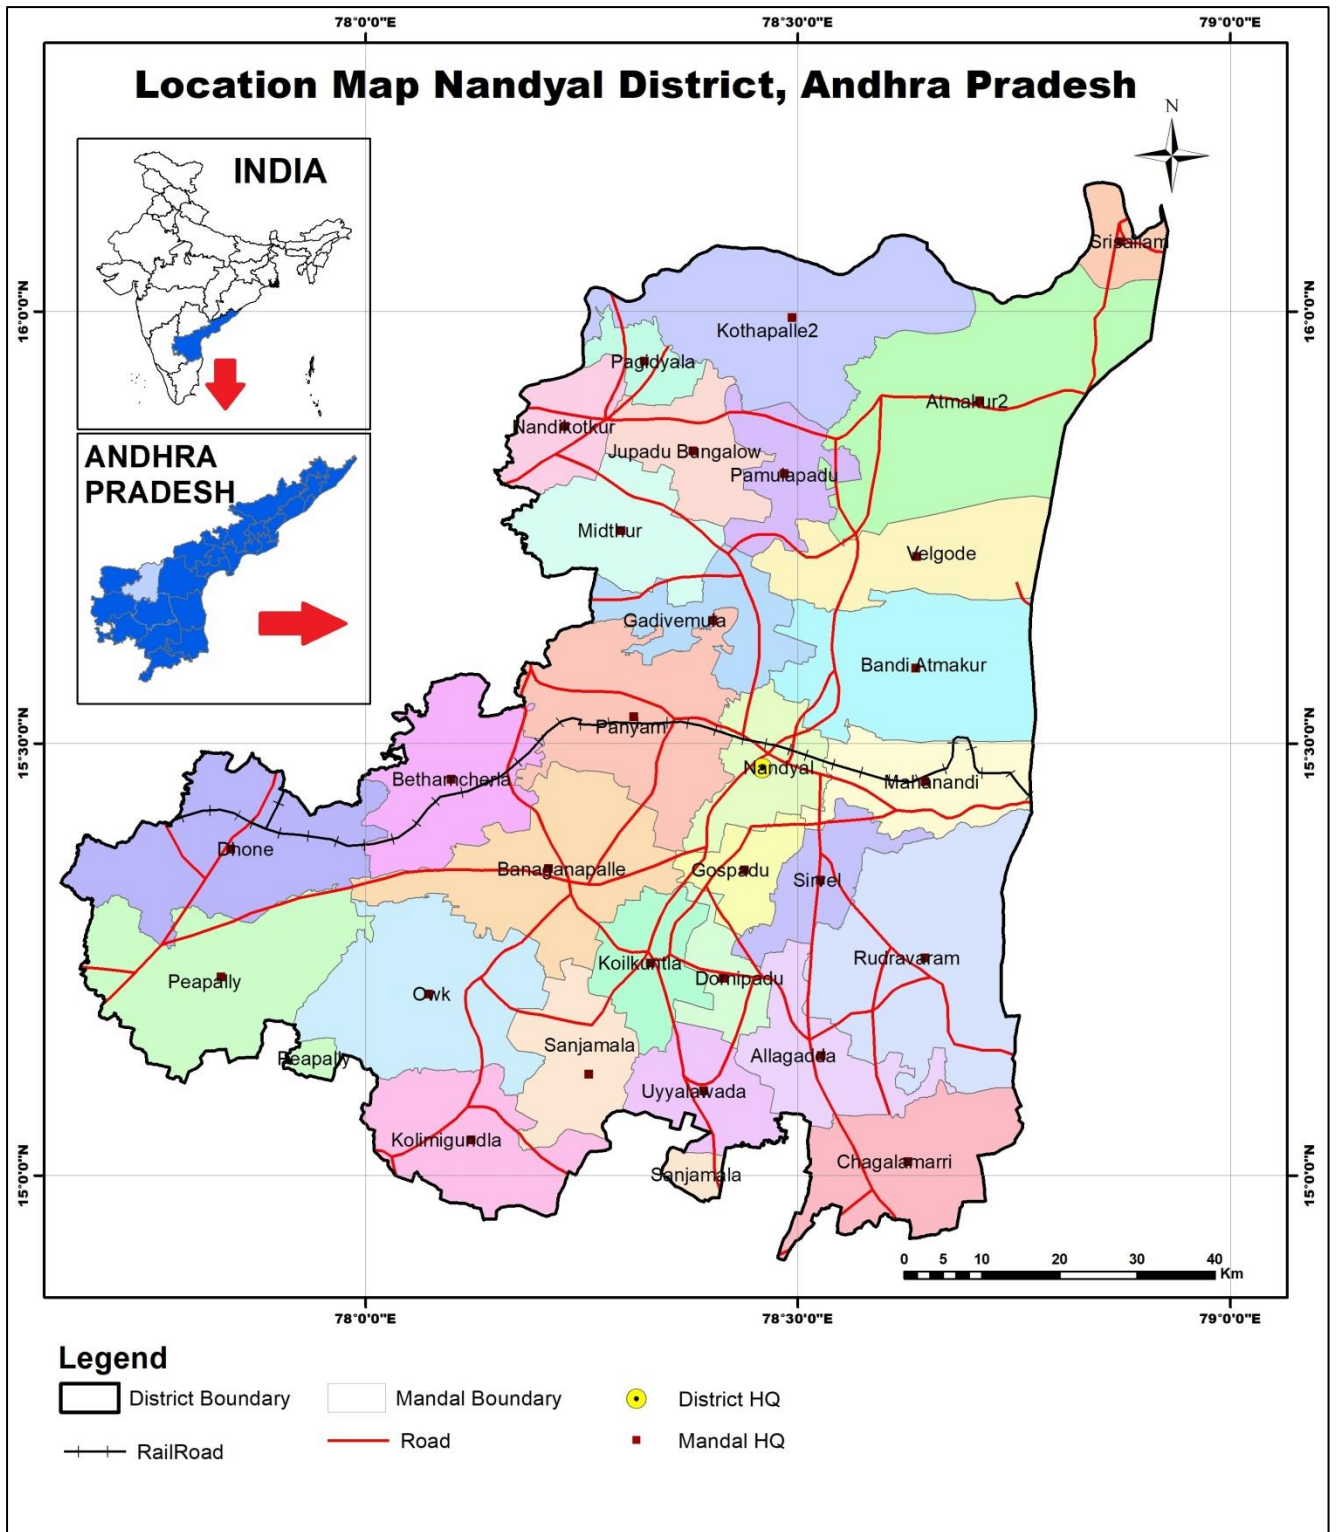 78°0'0"E
78°30'0"E
79°0'0"E
Location Map Nandyal District, Andhra Pradesh
N
INDIA
ANDHRA
PRADESH
16°0'0"N
16°0'0"N
15°30'0"N
15°30'0"N
15°0'0"N
15°0'0"N
Srisailam
Kothapalle2
Pagidyala
Atmakur2
Nandikotkur
Jupadu Bangalow
Pamulapadu
Midthur
Velgode
Gadivemula
Bandi Atmakur
Panyam
Nandyal
Bethamcherla
Mahanandi
Dhone
Banaganapalle
Gospadu
Sirvel
Rudravaram
Koilkuntla
Dornipadu
Peapally
Owk
Sanjamala
Allagadda
Peapally
Uyyalawada
Kolimigundla
Chagalamarri
Sanjamala
0 5 10 20 30 40
Km
78°0'0"E
78°30'0"E
79°0'0"E
Legend
District Boundary
Mandal Boundary
District HQ
RailRoad
Road
Mandal HQ